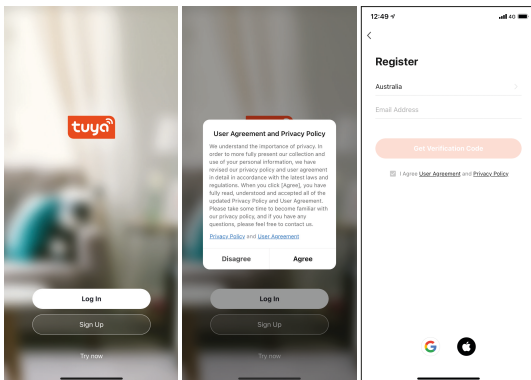 tuya
Log In
Sign Up
Try now
User Agreement and Privacy Policy
We understand the importance of privacy. In
order to more fully present our collection and
use of your personal information, we have
revised our privacy policy and user agreement
in detail in accordance with the latest laws and
regulations. When you click [Agree], you have
fully read, understood and accepted all of the
updated Privacy Policy and User Agreement.
Please take some time to become familiar with
our privacy policy, and if you have any
questions, please feel free to contact us.
Privacy Policy and User Agreement
Disagree Agree
Log In
Sign Up
Try now
12:49 4G
Register
Australia
Email Address
Get Verification Code
I Agree User Agreement and Privacy Policy
G